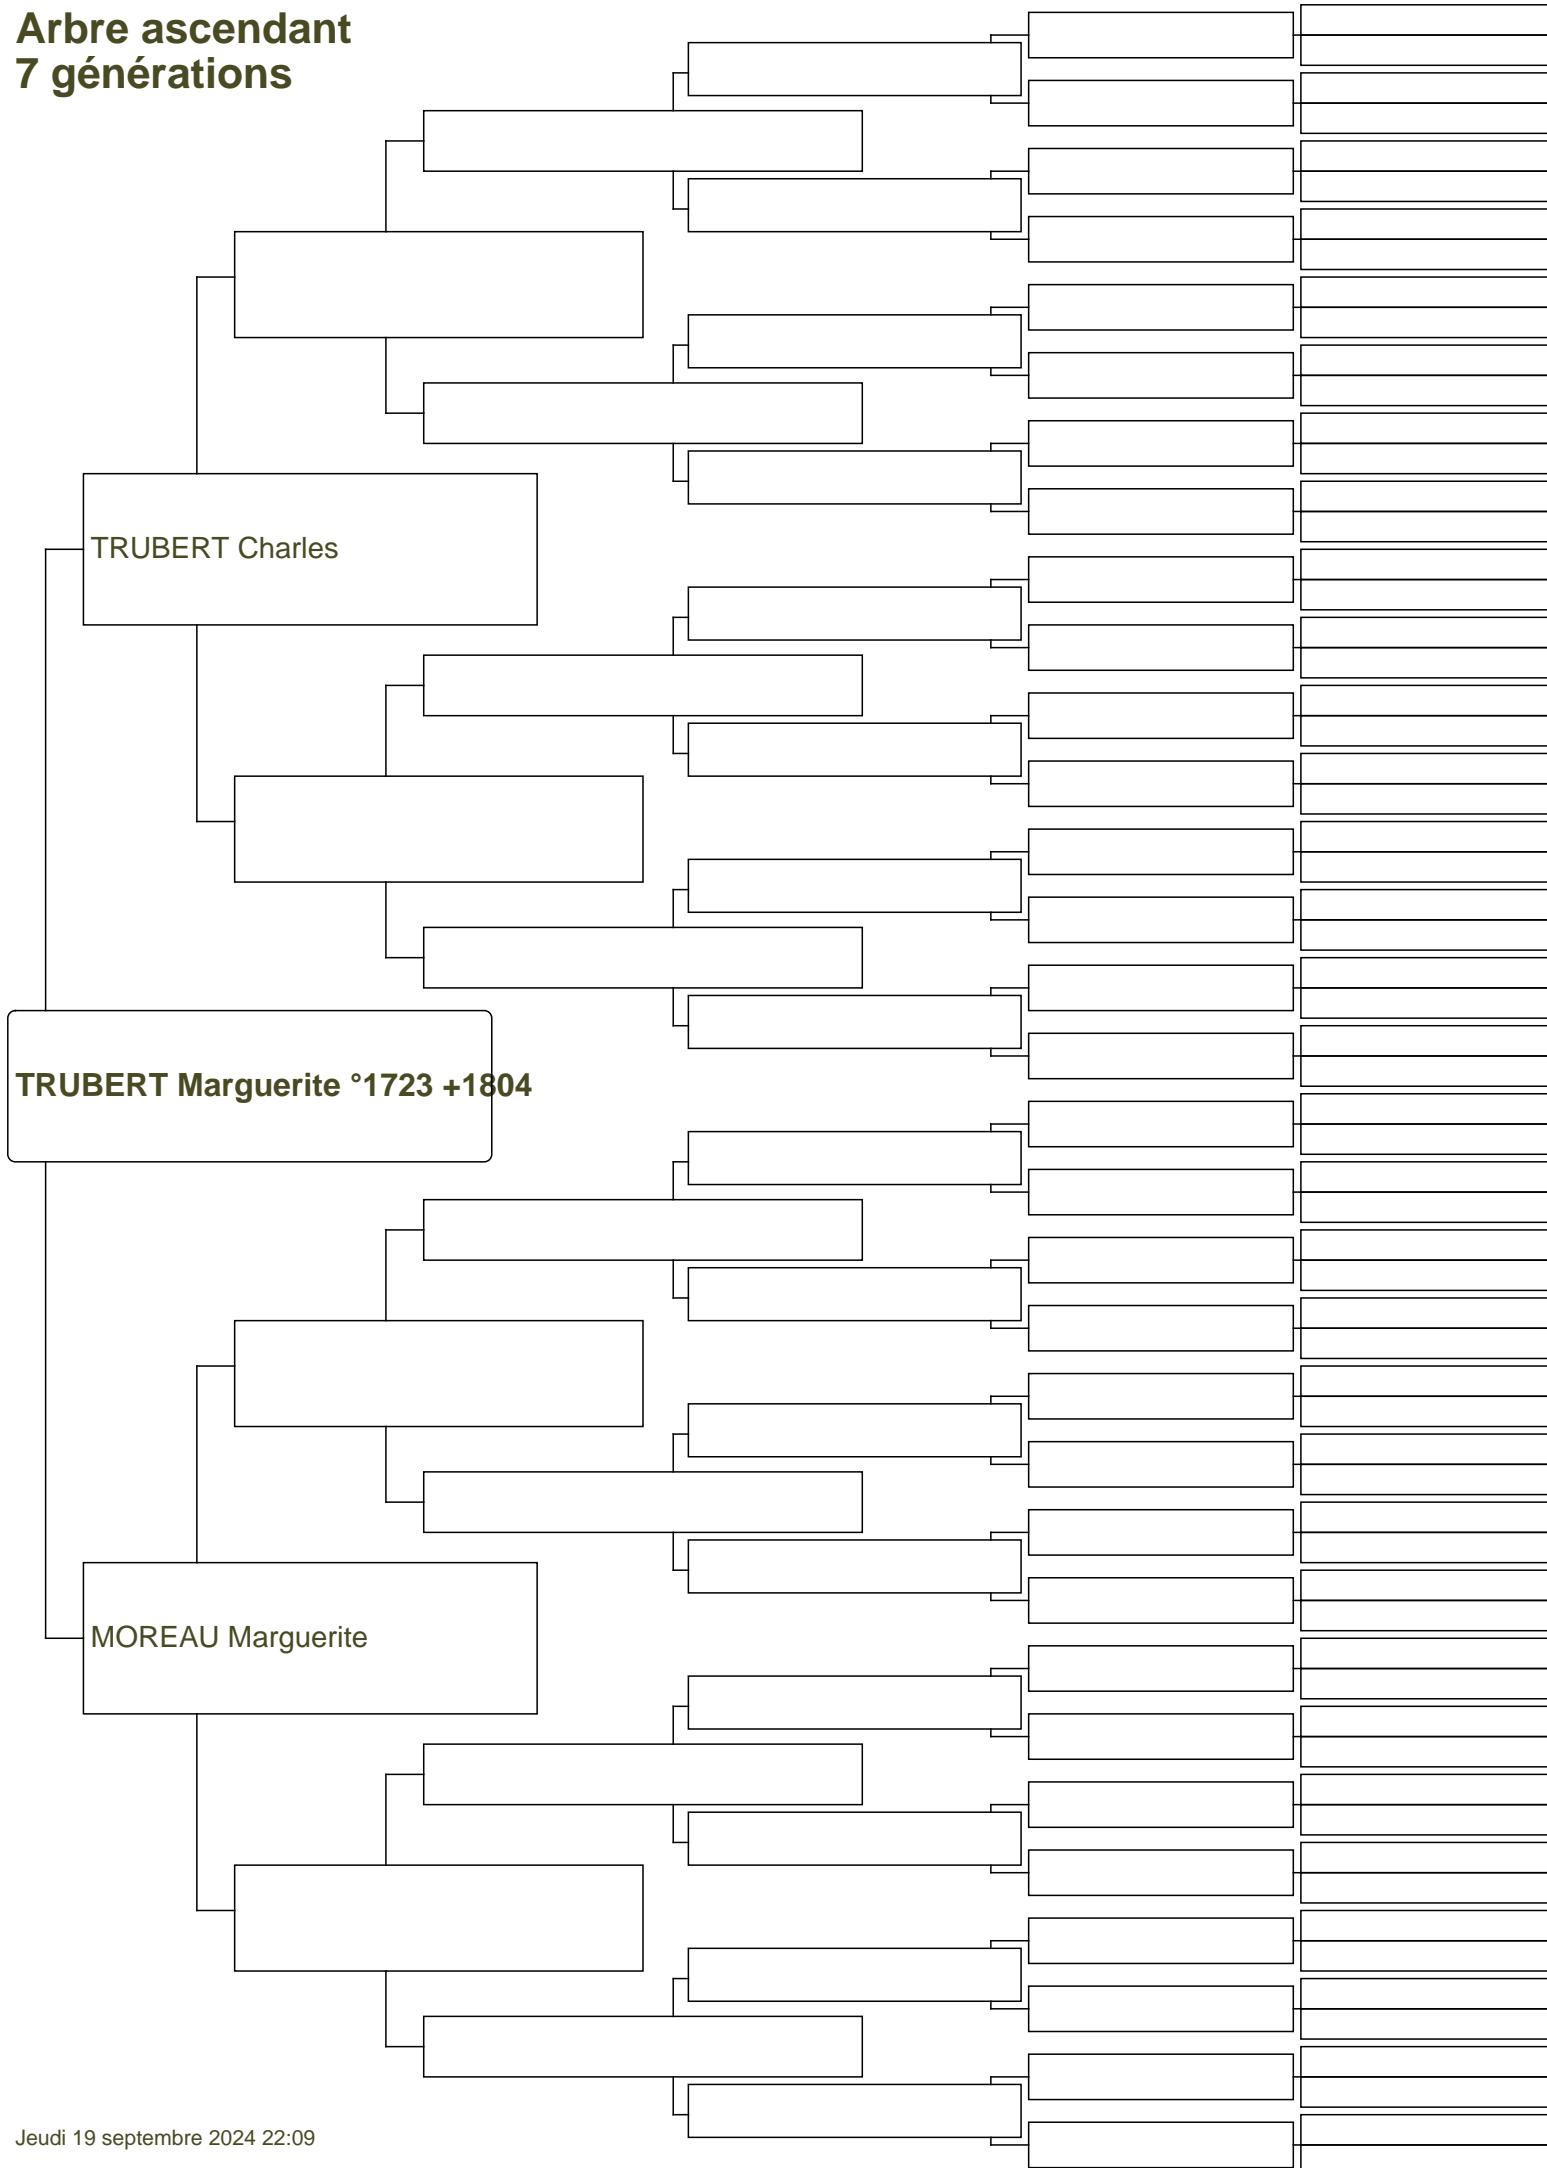 Arbre ascendant
7 générations
TRUBERT Charles
TRUBERT Marguerite °1723 +1804
MOREAU Marguerite
Jeudi 19 septembre 2024 22:09